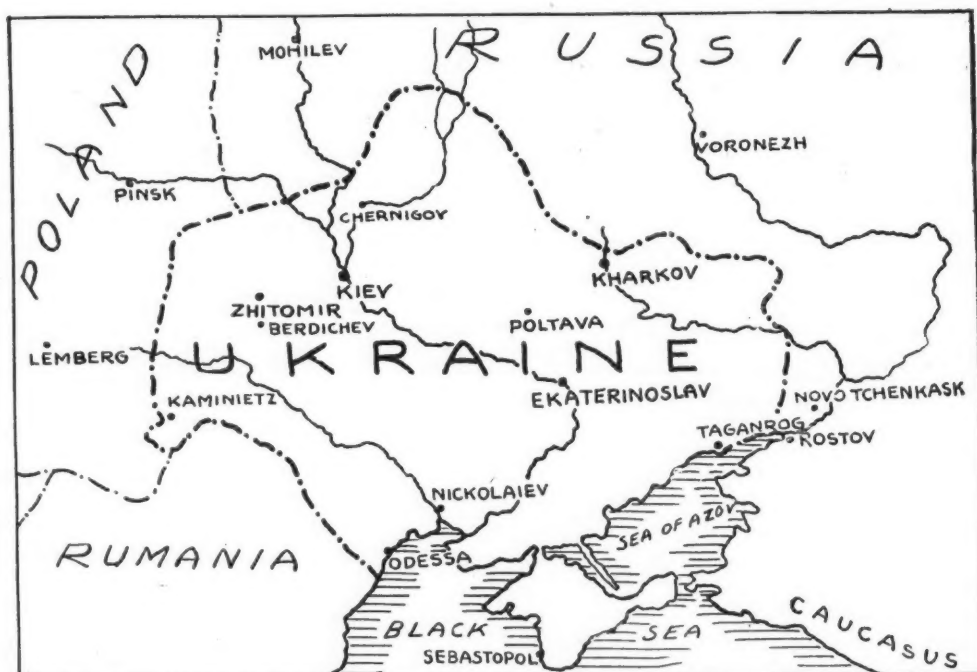 RUSSIA
MOHILEV
POLAND
VORONEZH
PINSK
CHERNIGOV
KHARKOV
KIEV
ZHITOMIR
BERDICHEV
POLTAVA
LEMBERG
UKRAINE
EKATERINOSLAV
KAMINIETZ
NOVOTCHENKASK
TAGANROG
ROSTOV
NICKOLAIEV
SEA OF AZOV
RUMANIA
ODESSA
CAUCASUS
BLACK SEA
SEBASTOPOL